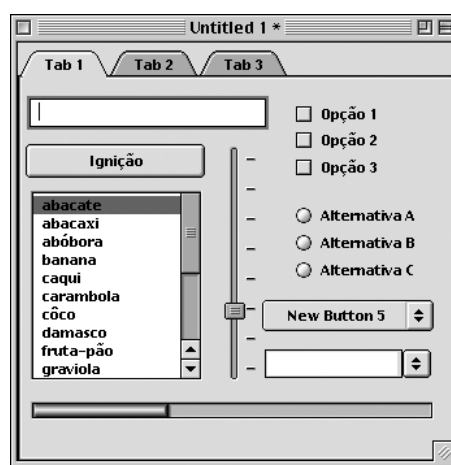 Untitled 1 *
Tab 1 Tab 2 Tab 3
Opção 1
Opção 2
Opção 3
Ignição
abacate
abacaxi
abóbora
banana
caqui
carambola
côco
damasco
fruta-pão
graviola
Alternativa A
Alternativa B
Alternativa C
New Button 5